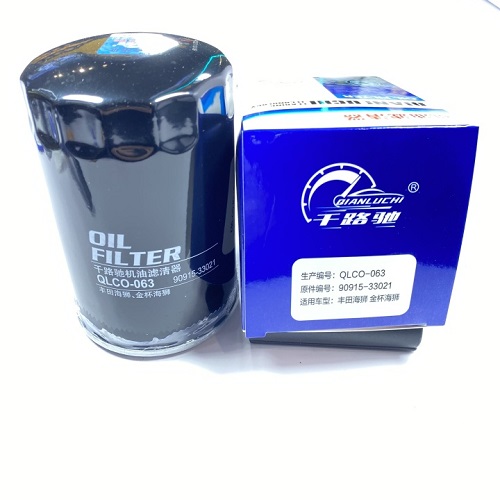 OIL
FILTER
千路驰机油滤清器
QLCO-063 90915-33021
丰田海狮、金杯海狮
QIANLUCHI
千路驰®
生产编号: QLCO-063
原件编号: 90915-33021
适用车型: 丰田海狮 金杯海狮